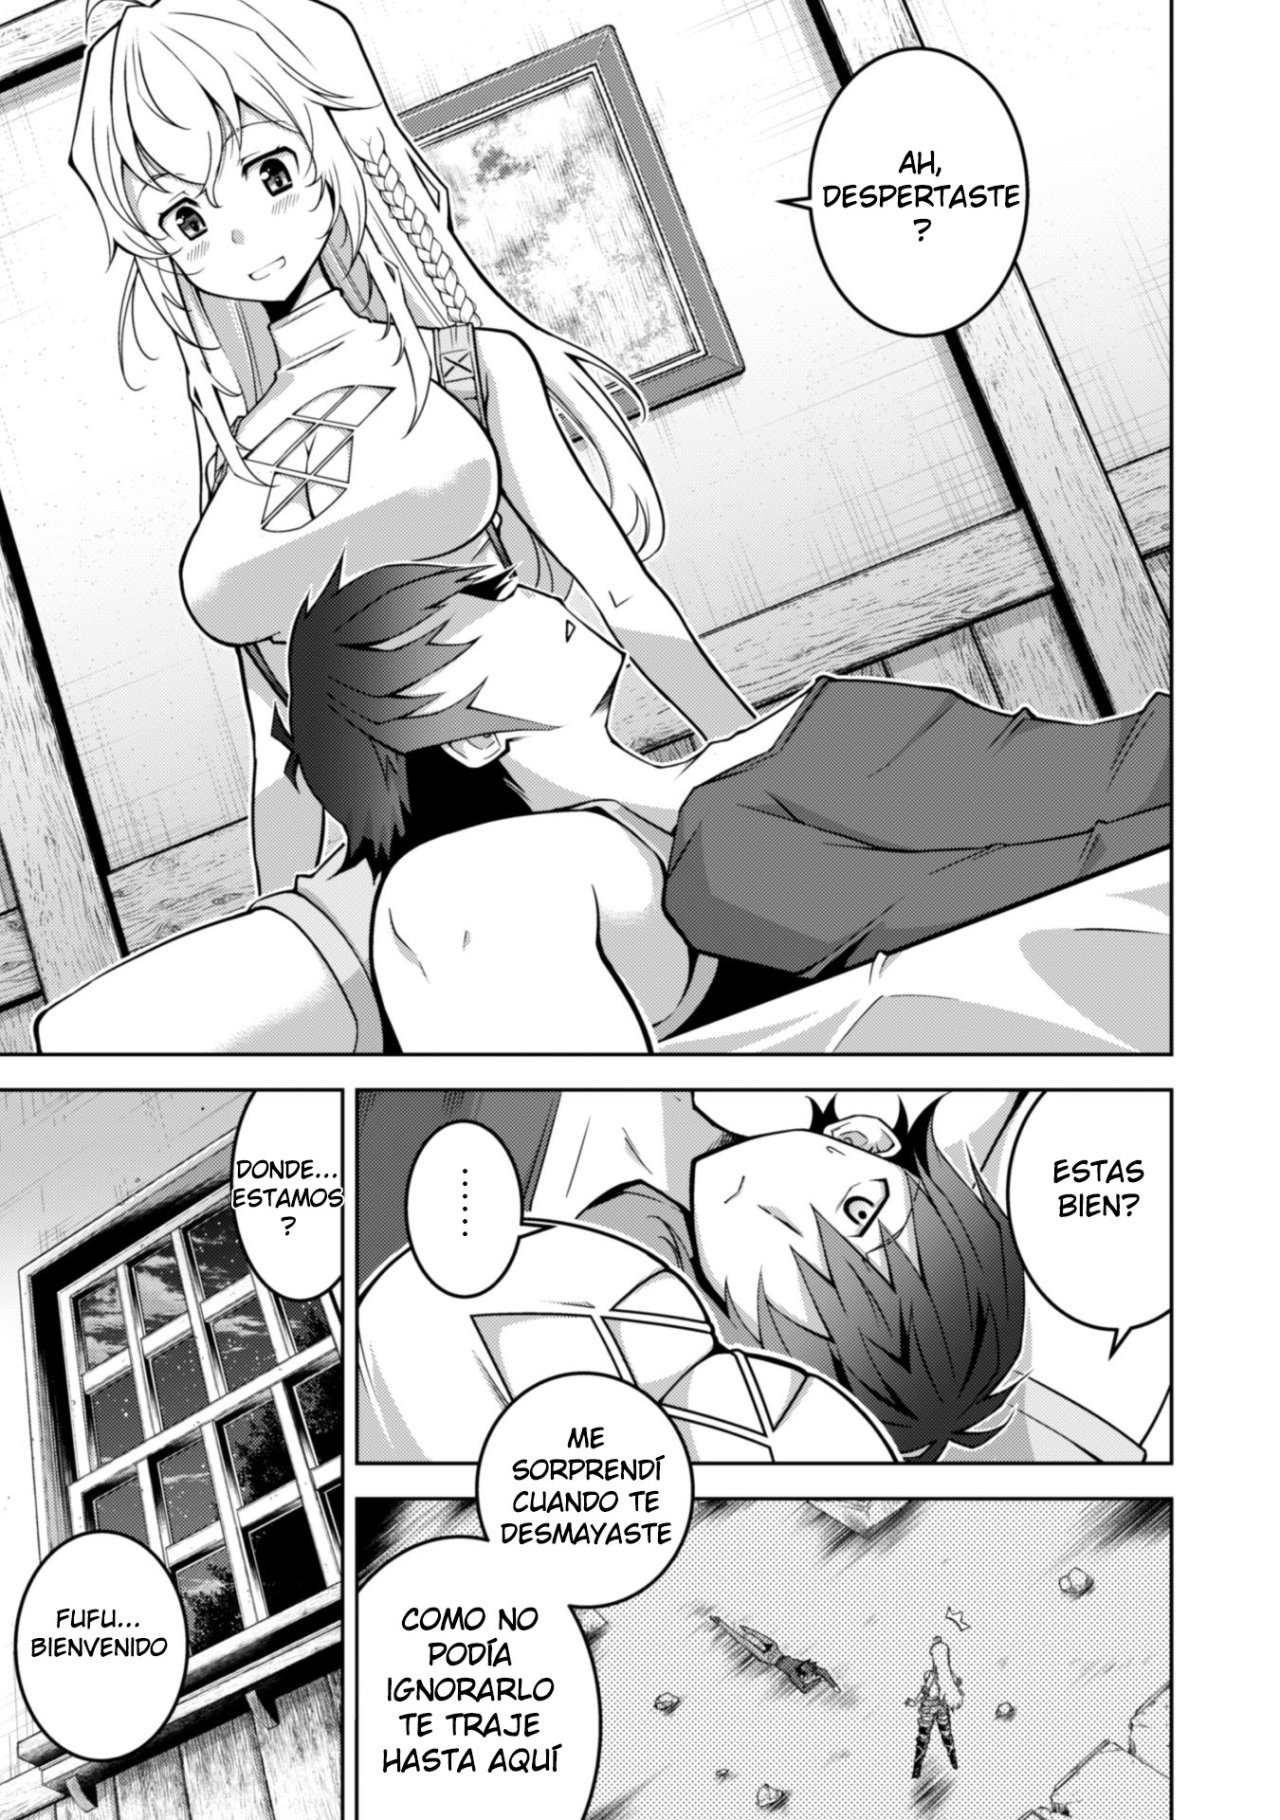 AH,
DESPERTASTE
?
ESTAS
BIEN?
......
ME
SORPRENDÍ
CUANDO TE
DESMAYASTE
COMO NO
PODÍA
IGNORARLO
TE TRAJE
HASTA AQUÍ
DONDE...
ESTAMOS
?
FUFU...
BIENVENIDO